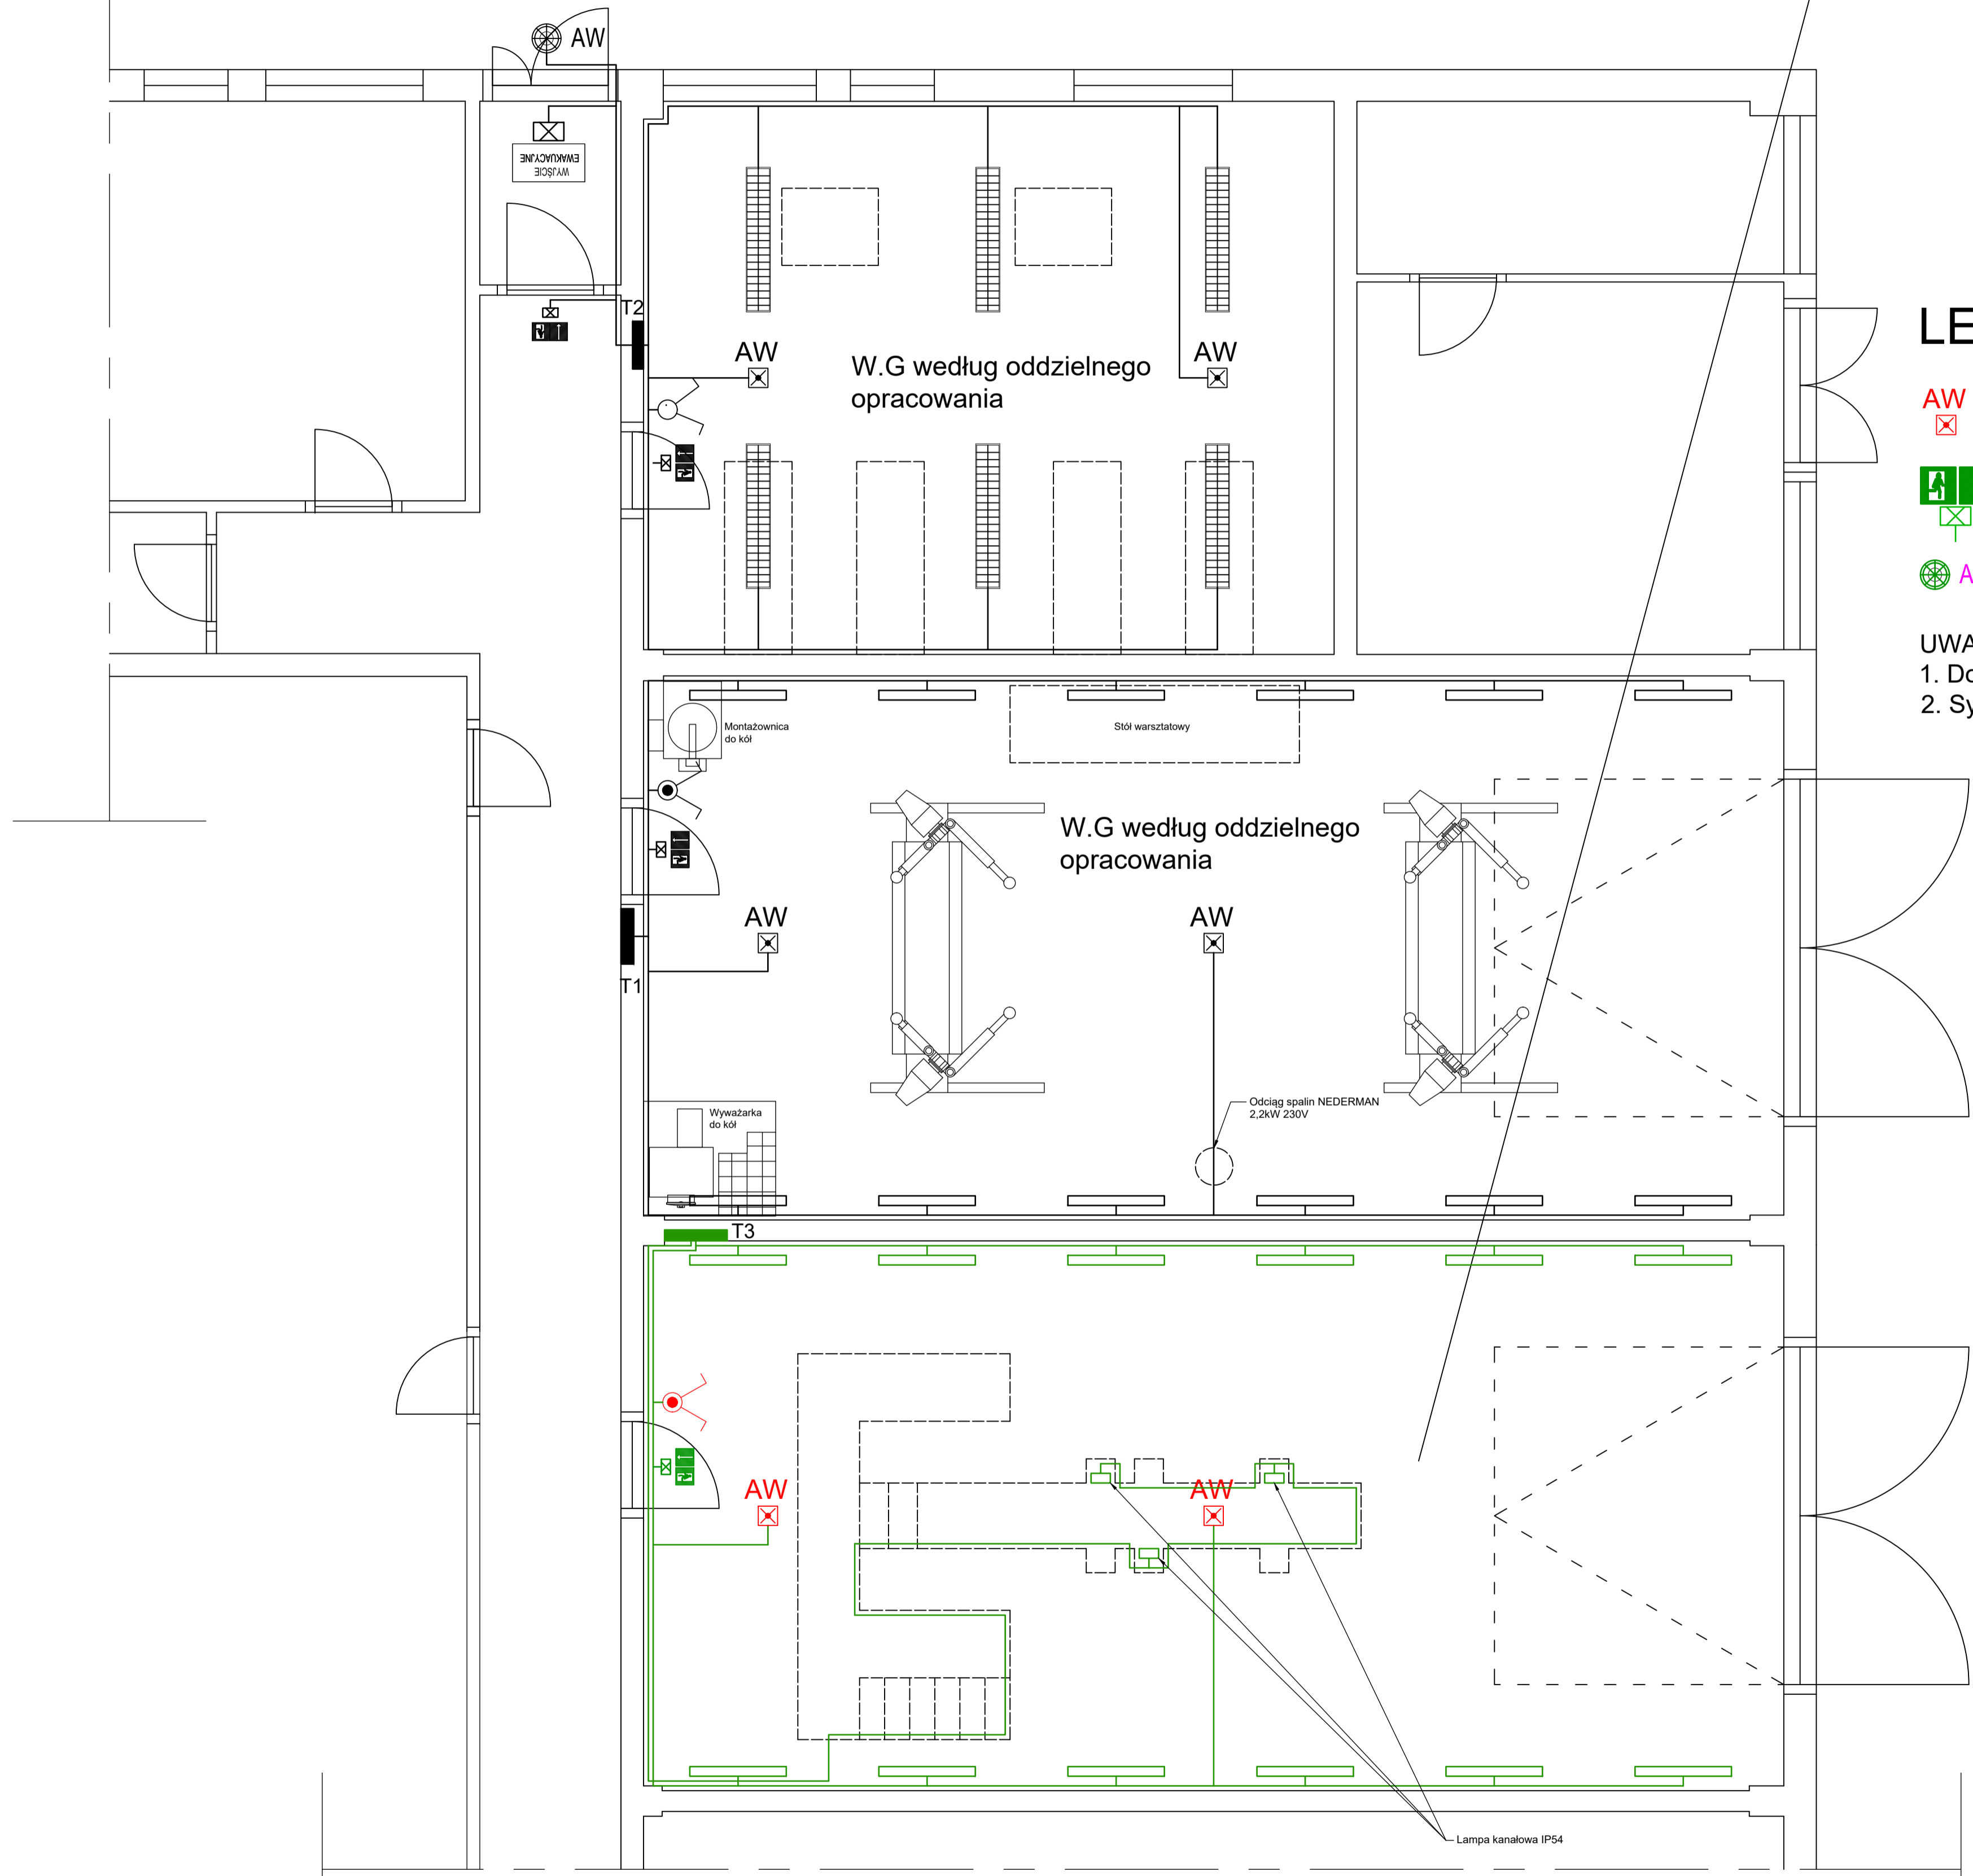 AW
EWAKUACYJNE
WYJŚCIE
T2
AW
AW
W.G według oddzielnego
opracowania
LE
AW
A
UWA
1. Do
2. Sy
Montażownica
do kół
Stół warsztatowy
W.G według oddzielnego
opracowania
AW
AW
T1
Odciąg spalin NEDERMAN
2,2kW 230V
Wyważarka
do kół
T3
AW
AW
Lampa kanałowa IP54